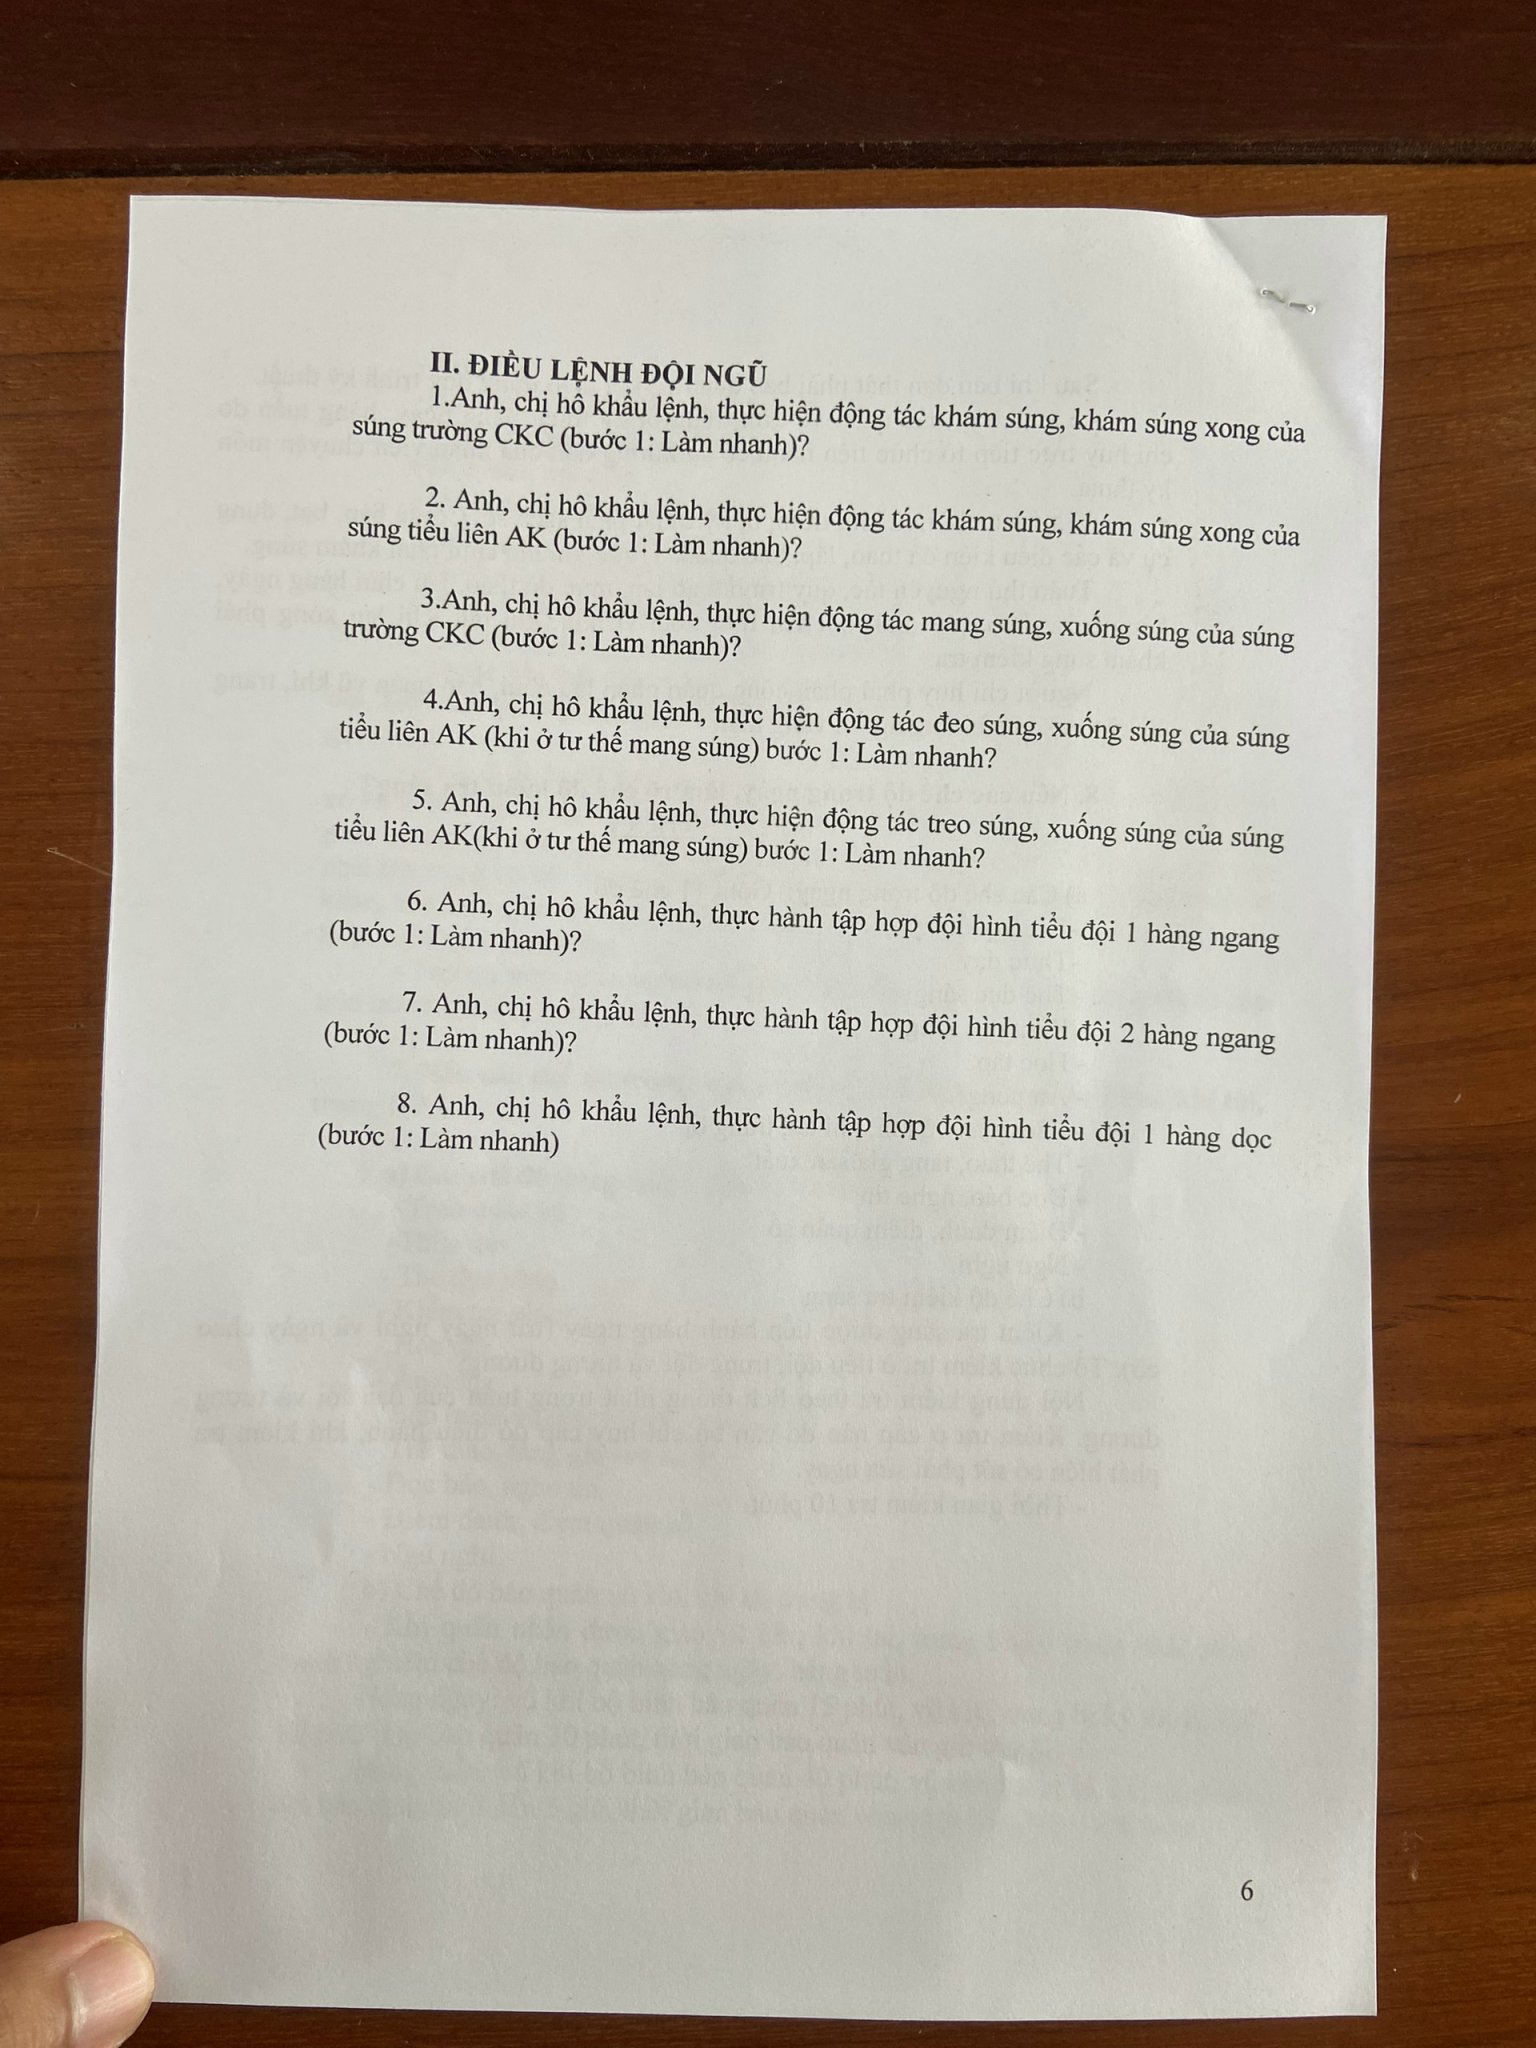 II. ĐIỀU LỆNH ĐỘI NGŨ
1.Anh, chị hô khẩu lệnh, thực hiện động tác khám súng, khám súng xong của
súng trường CKC (bước 1: Làm nhanh)?
2. Anh, chị hô khẩu lệnh, thực hiện động tác khám súng, khám súng xong của
súng tiểu liên AK (bước 1: Làm nhanh)?
3.Anh, chị hô khẩu lệnh, thực hiện động tác mang súng, xuống súng của súng
trường CKC (bước 1: Làm nhanh)?
4.Anh, chị hô khẩu lệnh, thực hiện động tác đeo súng, xuống súng của súng
tiểu liên AK (khi ở tư thế mang súng) bước 1: Làm nhanh?
5. Anh, chị hô khẩu lệnh, thực hiện động tác treo súng, xuống súng của súng
tiểu liên AK(khi ở tư thế mang súng) bước 1: Làm nhanh?
6. Anh, chị hô khẩu lệnh, thực hành tập hợp đội hình tiểu đội 1 hàng ngang
(bước 1: Làm nhanh)?
7. Anh, chị hô khẩu lệnh, thực hành tập hợp đội hình tiểu đội 2 hàng ngang
(bước 1: Làm nhanh)?
8. Anh, chị hô khẩu lệnh, thực hành tập hợp đội hình tiểu đội 1 hàng dọc
(bước 1: Làm nhanh)
6